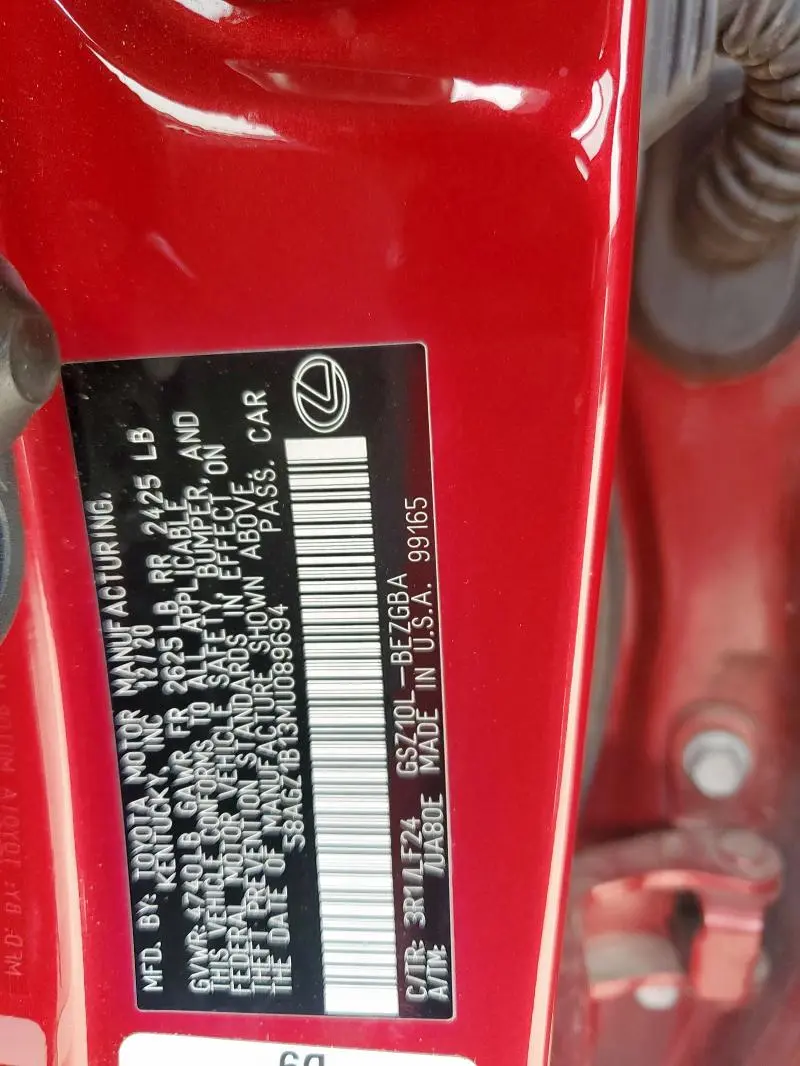 MFD. BY: TOYOTA MOTOR MANUFACTURING,
KENTUCKY, INC 12/20
GVWR: 4740LB GAWR: FR 2625 LB RR 2425 LB
THIS VEHICLE CONFORMS TO ALL APPLICABLE
FEDERAL MOTOR VEHICLE SAFETY, BUMPER, AND
THEFT PREVENTION STANDARDS IN EFFECT ON
THE DATE OF MANUFACTURE SHOWN ABOVE.
58AGZ1B13MU089694 PASS. CAR
C/TR: 3R1/LF24 GSZ10L-BEZGBA
A/TM: /UA80E MADE IN U.S.A. 99165